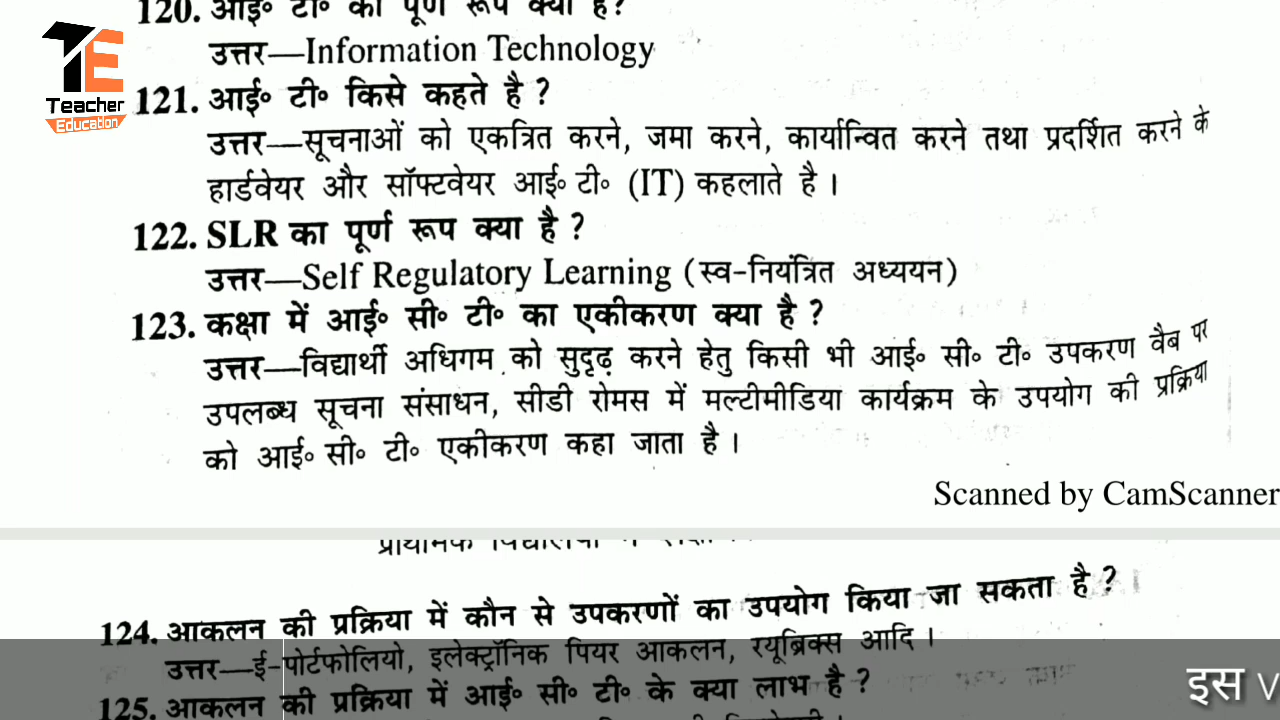 120. आई॰ टी॰ का पूर्ण रूप क्या है?
उत्तर—Information Technology
TE
Teacher
Education
121. आई॰ टी॰ किसे कहते है ?
उत्तर—सूचनाओं को एकत्रित करने, जमा करने, कार्यान्वित करने तथा प्रदर्शित करने के
हार्डवेयर और सॉफ्टवेयर आई॰ टी॰ (IT) कहलाते है ।
122. SLR का पूर्ण रूप क्या है ?
उत्तर—Self Regulatory Learning (स्व-नियंत्रित अध्ययन)
123. कक्षा में आई॰ सी॰ टी॰ का एकीकरण क्या है ?
उत्तर—विद्यार्थी अधिगम को सुदृढ़ करने हेतु किसी भी आई॰ सी॰ टी॰ उपकरण वैब पर
उपलब्ध सूचना संसाधन, सीडी रोमस में मल्टीमीडिया कार्यक्रम के उपयोग की प्रक्रिया
को आई॰ सी॰ टी॰ एकीकरण कहा जाता है ।
Scanned by CamScanner
124. आकलन की प्रक्रिया में कौन से उपकरणों का उपयोग किया जा सकता है ?
उत्तर—ई-पोर्टफोलियो, इलेक्ट्रॉनिक पियर आकलन, रयूब्रिक्स आदि ।
125. आकलन की प्रक्रिया में आई॰ सी॰ टी॰ के क्या लाभ है ?
इस V